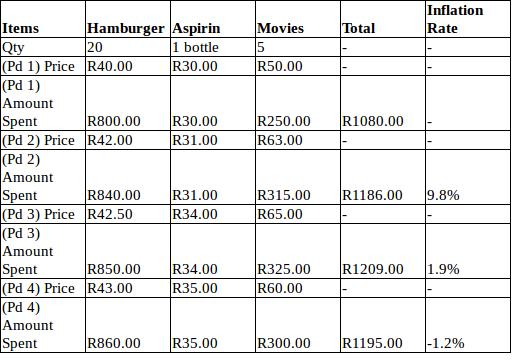 Items Hamburger Aspirin Movies Total Inflation Rate
Qty 20 1 bottle 5 - -
(Pd 1) Price R40.00 R30.00 R50.00 - -
(Pd 1)
Amount
Spent R800.00 R30.00 R250.00 R1080.00 -
(Pd 2) Price R42.00 R31.00 R63.00 - -
(Pd 2)
Amount
Spent R840.00 R31.00 R315.00 R1186.00 9.8%
(Pd 3) Price R42.50 R34.00 R65.00 - -
(Pd 3)
Amount
Spent R850.00 R34.00 R325.00 R1209.00 1.9%
(Pd 4) Price R43.00 R35.00 R60.00 - -
(Pd 4)
Amount
Spent R860.00 R35.00 R300.00 R1195.00 -1.2%